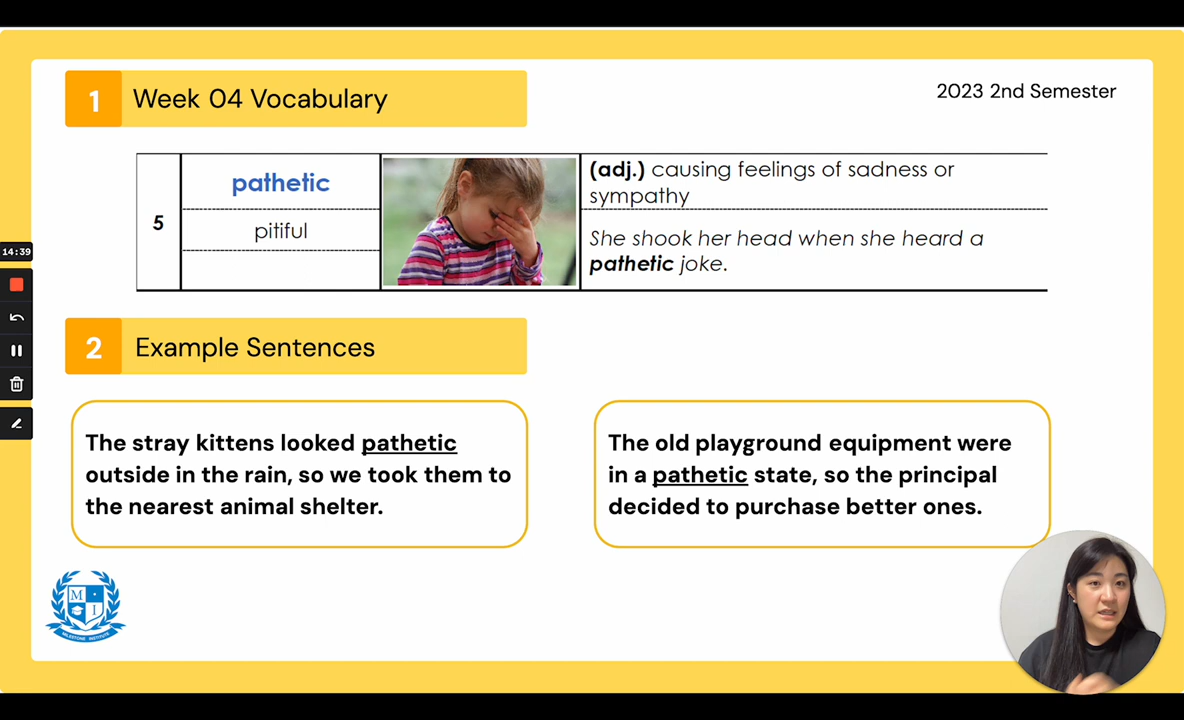 1 Week 04 Vocabulary
2023 2nd Semester
5
pathetic
pitiful
(adj.) causing feelings of sadness or
sympathy
She shook her head when she heard a
pathetic joke.
14:39
2 Example Sentences
The stray kittens looked pathetic
outside in the rain, so we took them to
the nearest animal shelter.
The old playground equipment were
in a pathetic state, so the principal
decided to purchase better ones.
M
I
MILESTONE INSTITUTE